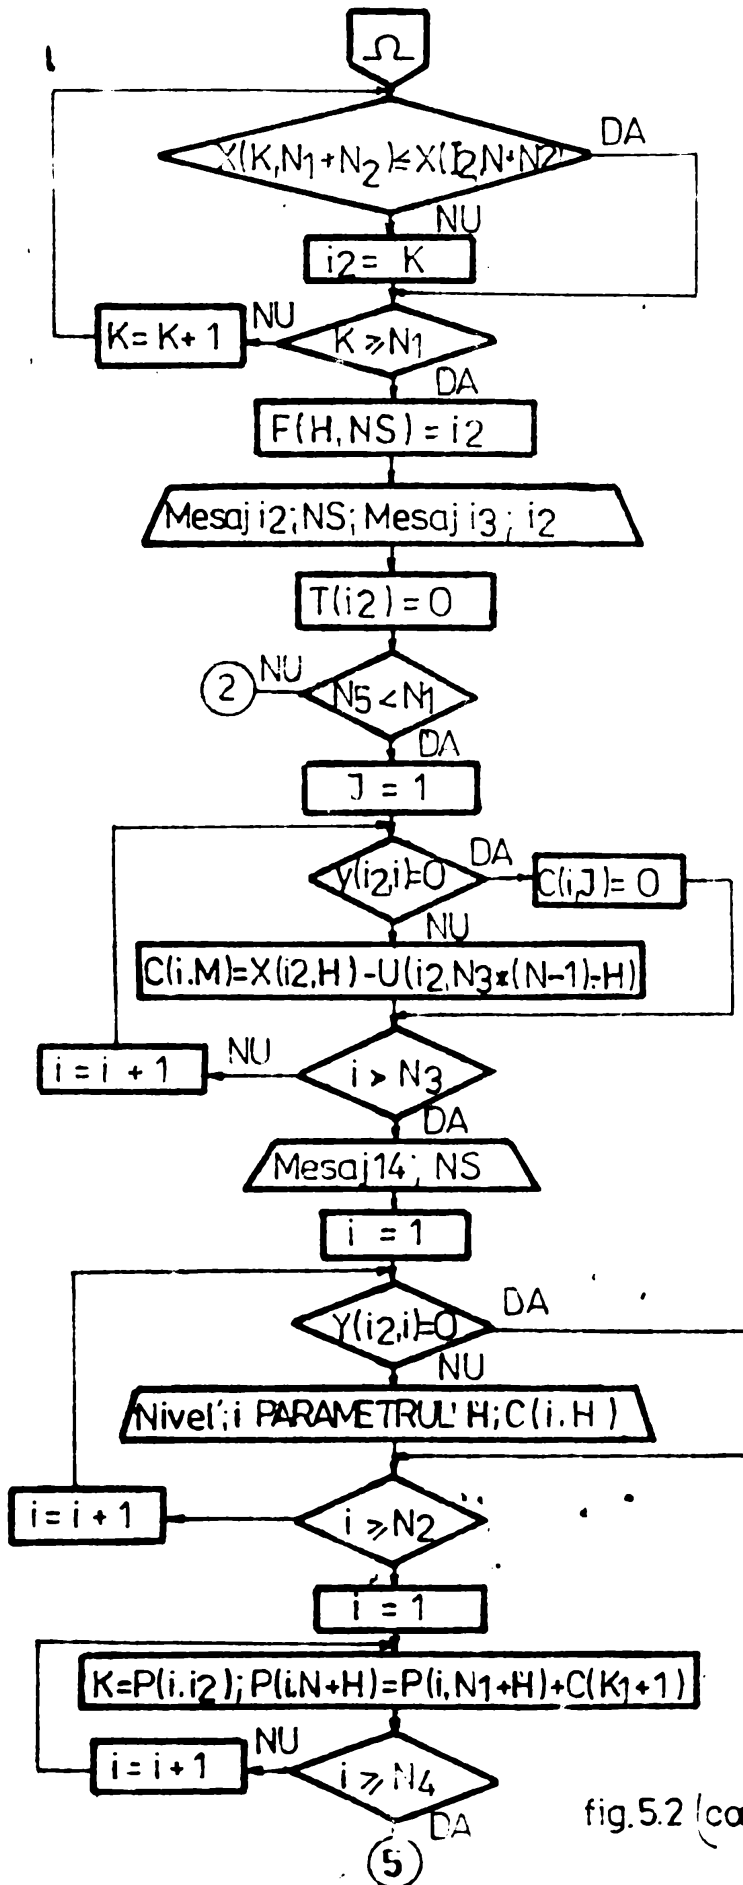 Ω
X(K,N1+N2)≤X(I2,N+N2)
DA
NU
i2= K
K= K+1
NU
K≥N1
DA
F(H,NS)=i2
Mesaj i2;NS; Mesaj i3; i2
T(i2)=0
2
NU
N5<N1
DA
J = 1
y(i2,i)=0
DA
C(i,J)=0
NU
C(i.M)=X(i2,H)-U(i2,N3*(N-1)-H)
i= i + 1
NU
i > N3
DA
Mesaj14; NS
i = 1
Y(i2,i)=0
DA
NU
Nivel';i PARAMETRUL' H;C(i.H)
i= i + 1
i ≥N2
i = 1
K=P(i.i2);P(i.N+H)=P(i,N1+H)+C(K1+1)
i= i+1
NU
i ≥ N4
DA
fig.5.2 (ca
5